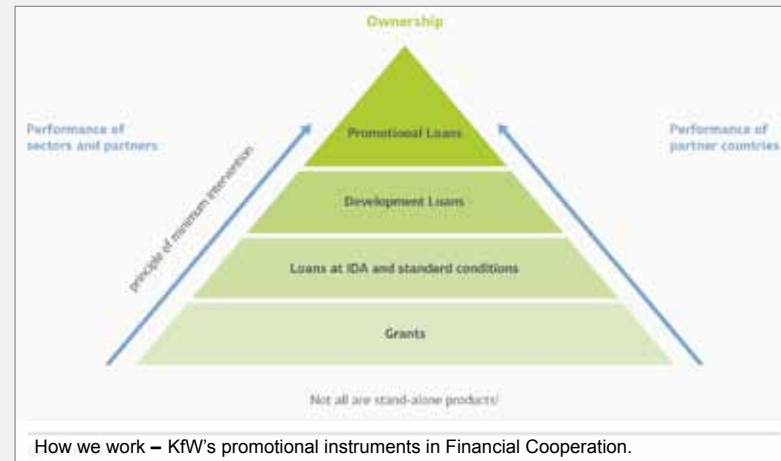 Ownership
Performance of
sectors and partners
principle of minimum intervention
Performance of
partner countries
Promotional Loans
Development Loans
Loans at IDA and standard conditions
Grants
Not all are stand-alone products!
How we work – KfW's promotional instruments in Financial Cooperation.